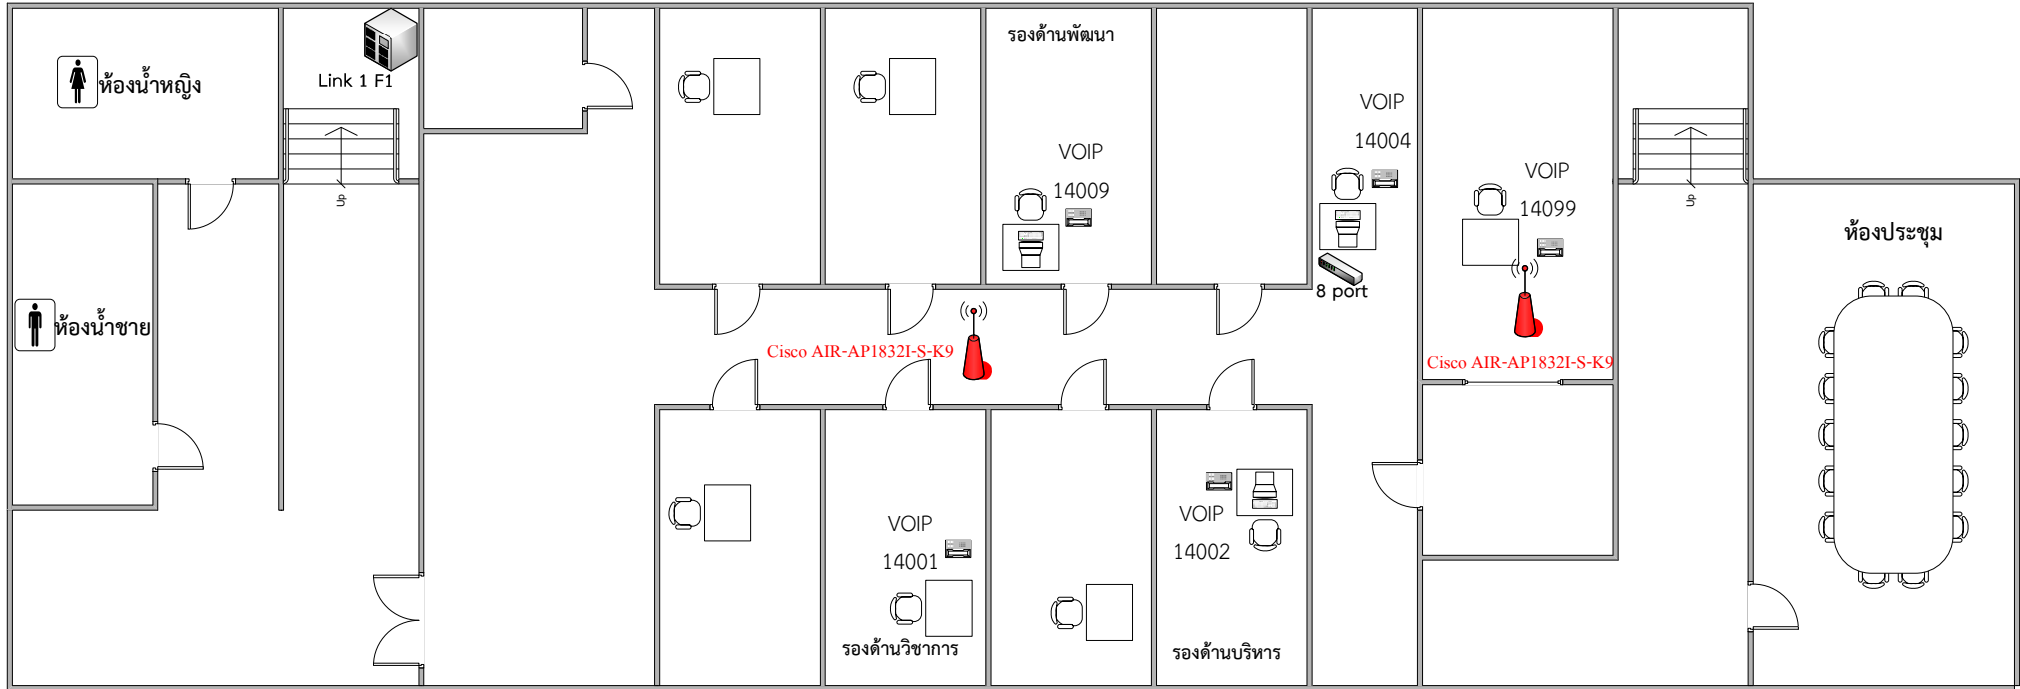 รองด้านพัฒนา
ห้องน้ำหญิง
Link 1 F1
VOIP
14004
VOIP
14009
VOIP
14099
Up
Up
ห้องประชุม
8 port
ห้องน้ำชาย
Cisco AIR-AP1832I-S-K9
Cisco AIR-AP1832I-S-K9
VOIP
14001
VOIP
14002
รองด้านวิชาการ
รองด้านบริหาร